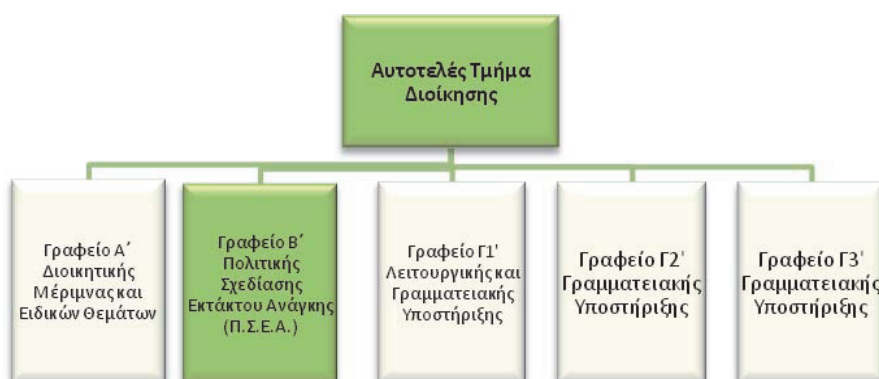 Αυτοτελές Τμήμα
Διοίκησης
Γραφείο Α΄
Διοικητικής
Μέριμνας και
Ειδικών Θεμάτων
Γραφείο Β΄
Πολιτικής
Σχεδίασης
Εκτάκτου Ανάγκης
(Π.Σ.Ε.Α.)
Γραφείο Γ1'
Λειτουργικής και
Γραμματειακής
Υποστήριξης
Γραφείο Γ2'
Γραμματειακής
Υποστήριξης
Γραφείο Γ3'
Γραμματειακής
Υποστήριξης